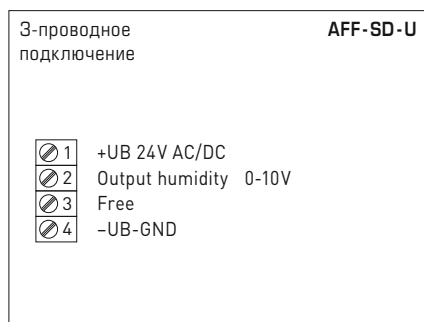 3-проводное
подключение
AFF-SD-U
1 +UB 24V AC/DC
2 Output humidity 0-10V
3 Free
4 –UB-GND